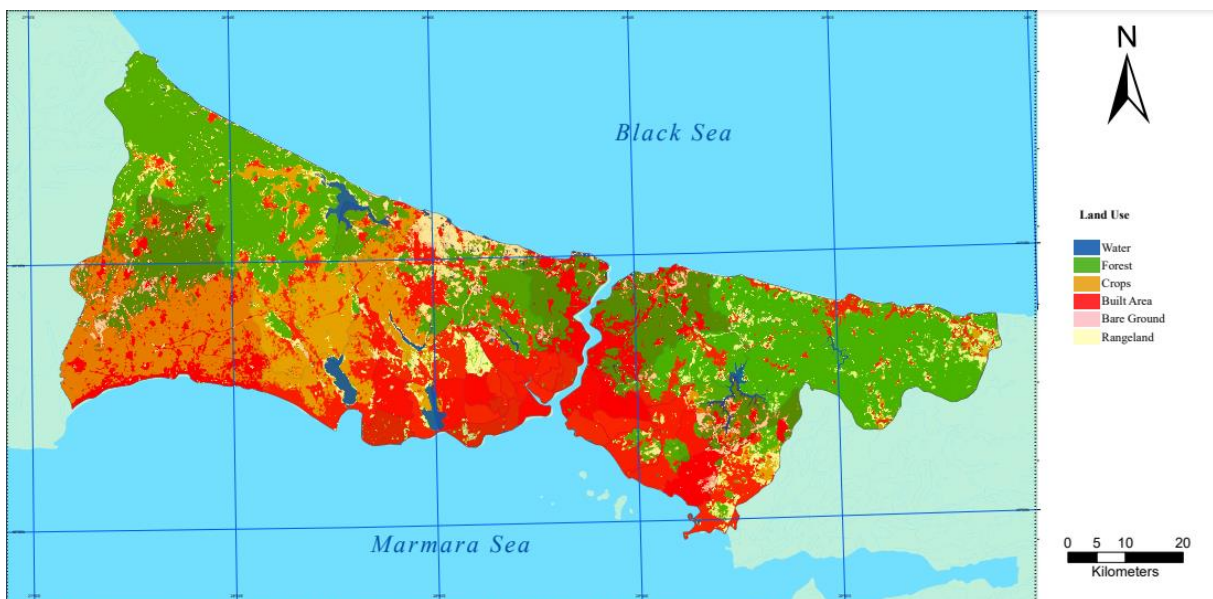 N
Black Sea
Land Use
Water
Forest
Crops
Built Area
Bare Ground
Rangeland
Marmara Sea
0 5 10 20
Kilometers